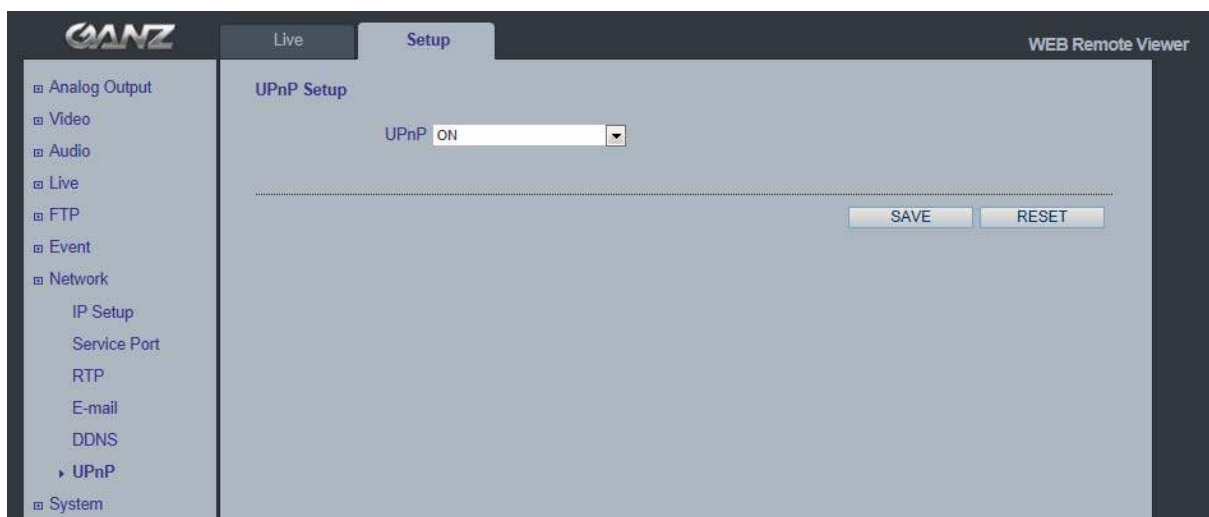 GANZ
Live
Setup
WEB Remote Viewer
Analog Output
Video
Audio
Live
FTP
Event
Network
IP Setup
Service Port
RTP
E-mail
DDNS
UPnP
System
UPnP Setup
UPnP ON
SAVE
RESET